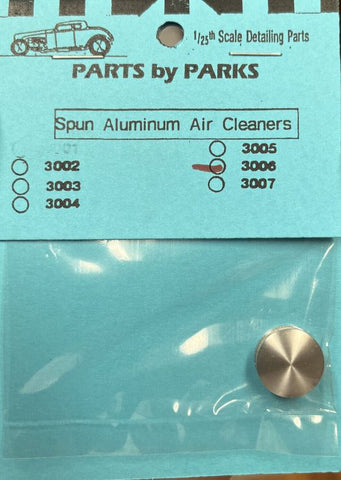 1/25th Scale Detailing Parts
PARTS by PARKS
Spun Aluminum Air Cleaners
3002
3003
3004
3005
3006
3007